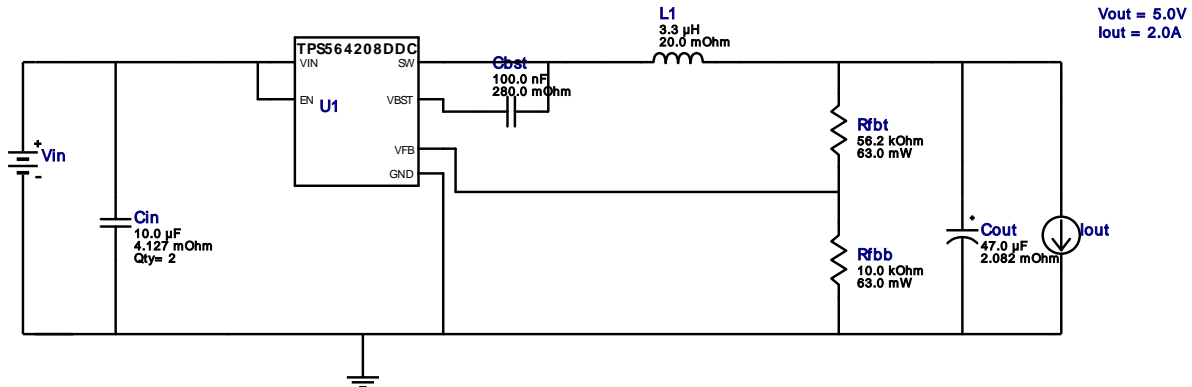 Vout = 5.0V
Iout = 2.0A
L1
3.3 µH
20.0 mOhm
TPS564208DDC
VIN
SW
EN
U1
VBST
VFB
GND
Cbst
100.0 nF
280.0 mOhm
Vin
Cin
10.0 µF
4.127 mOhm
Qty= 2
Rfbt
56.2 kOhm
63.0 mW
Rfbb
10.0 kOhm
63.0 mW
Cout
47.0 µF
2.082 mOhm
Iout